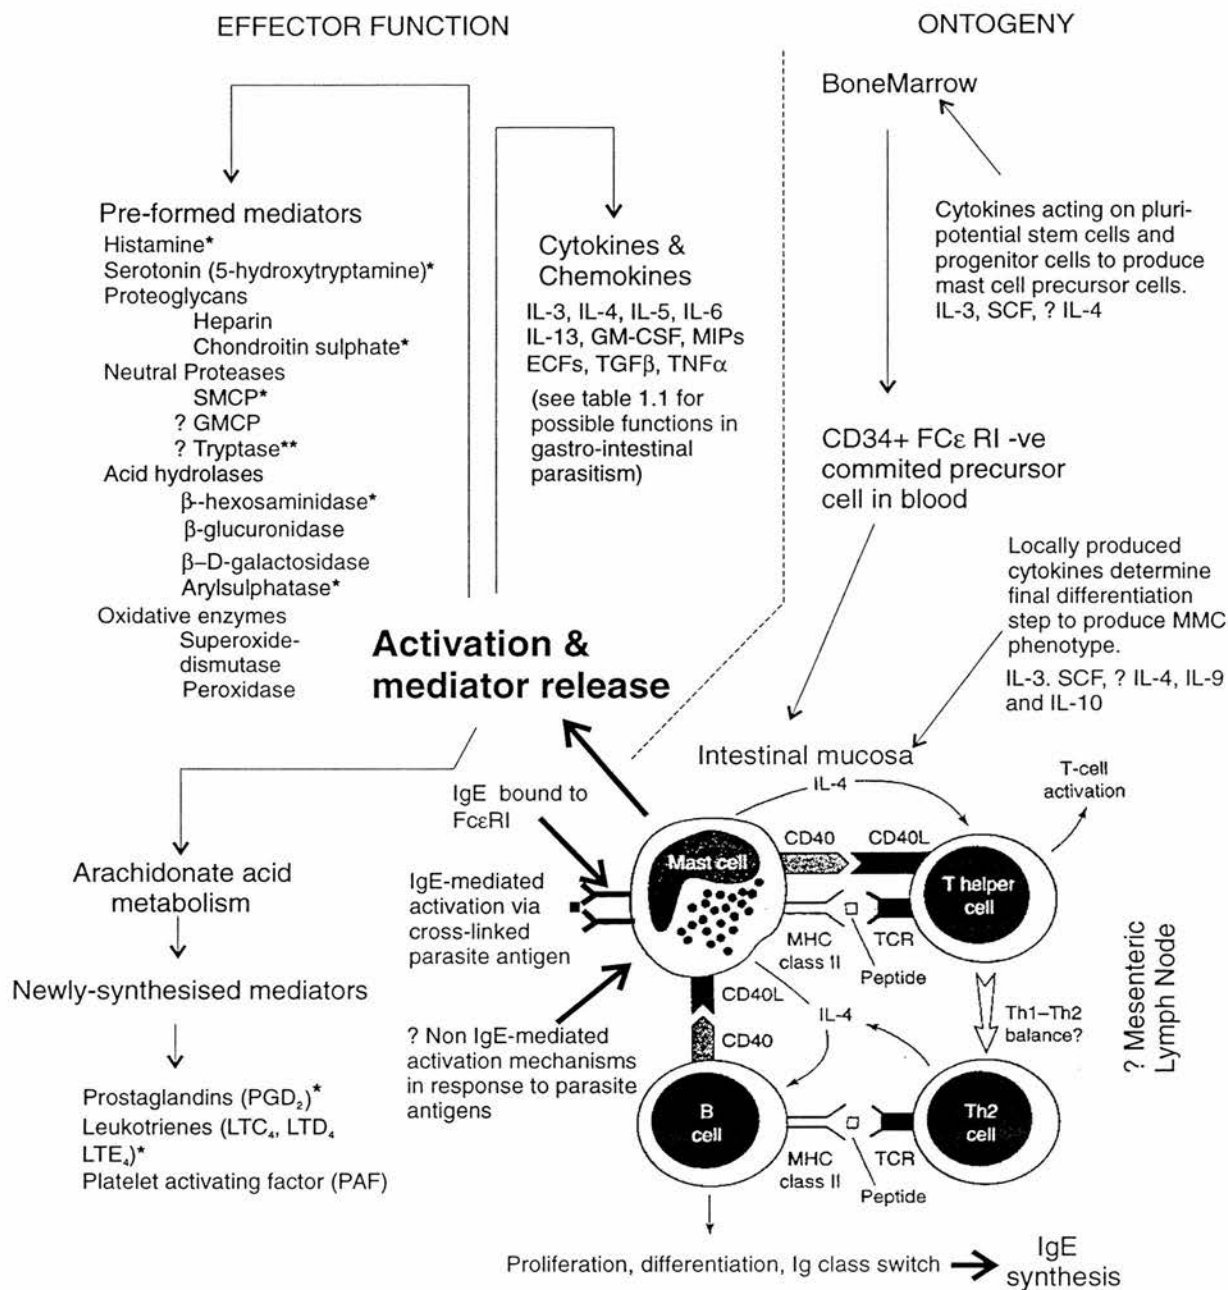 EFFECTOR FUNCTION
ONTOGENY
BoneMarrow
Cytokines acting on pluri-
potential stem cells and
progenitor cells to produce
mast cell precursor cells.
IL-3, SCF, ? IL-4
Pre-formed mediators
Histamine*
Serotonin (5-hydroxytryptamine)*
Proteoglycans
Heparin
Chondroitin sulphate*
Neutral Proteases
SMCP*
? GMCP
? Tryptase**
Acid hydrolases
β--hexosaminidase*
β-glucuronidase
β–D-galactosidase
Arylsulphatase*
Oxidative enzymes
Superoxide-
dismutase
Peroxidase
Cytokines &
Chemokines
IL-3, IL-4, IL-5, IL-6
IL-13, GM-CSF, MIPs
ECFs, TGFβ, TNFα
(see table 1.1 for
possible functions in
gastro-intestinal
parasitism)
CD34+ FCε RI -ve
commited precursor
cell in blood
Locally produced
cytokines determine
final differentiation
step to produce MMC
phenotype.
IL-3. SCF, ? IL-4, IL-9
and IL-10
Activation &
mediator release
Intestinal mucosa
IL-4
T-cell
activation
IgE bound to
FcεRI
CD40
CD40L
Mast cell
T helper
cell
IgE-mediated
activation via
cross-linked
parasite antigen
MHC
class II
TCR
Peptide
Arachidonate acid
metabolism
Newly-synthesised mediators
Prostaglandins (PGD₂)*
Leukotrienes (LTC₄, LTD₄
LTE₄)*
Platelet activating factor (PAF)
? Non IgE-mediated
activation mechanisms
in response to parasite
antigens
CD40L
CD40
IL-4
Th1–Th2
balance?
? Mesenteric
Lymph Node
B
cell
Th2
cell
MHC
class II
TCR
Peptide
Proliferation, differentiation, Ig class switch
IgE
synthesis